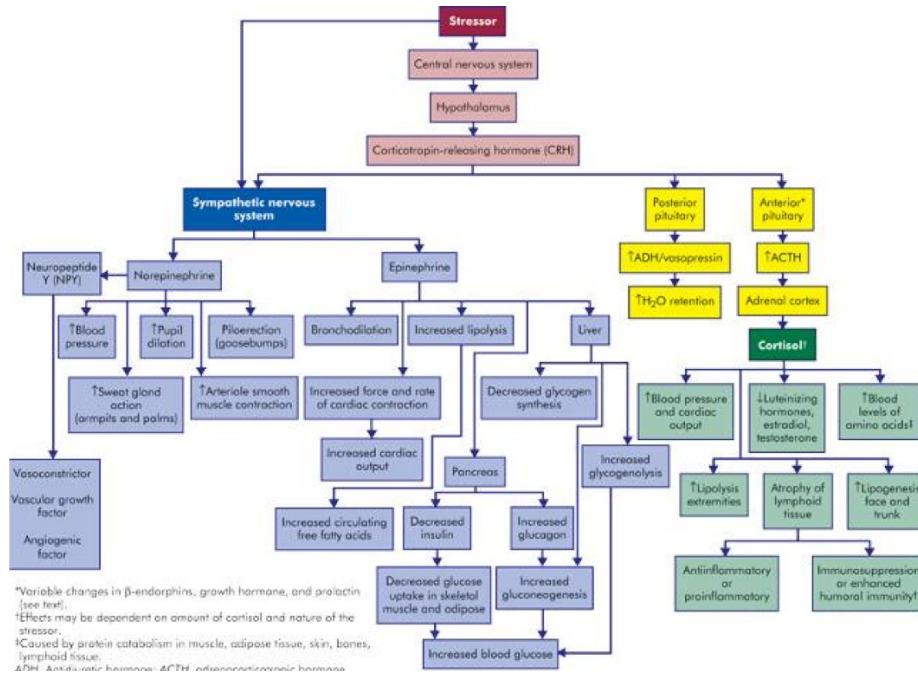 Stressor
Central nervous system
Hypothalamus
Corticotropin-releasing hormone (CRH)
Sympathetic nervous
system
Posterior
pituitary
Anterior*
pituitary
Neuropeptide
Y (NPY)
Norepinephrine
Epinephrine
↑ADH/vasopressin
↑ACTH
↑H₂O retention
Adrenal cortex
↑Blood
pressure
↑Pupil
dilation
Piloerection
(goosebumps)
Bronchodilation
Increased lipolysis
Liver
Cortisol†
↑Sweat gland
action
(armpits and palms)
↑Arteriole smooth
muscle contraction
Increased force and rate
of cardiac contraction
Decreased glycogen
synthesis
↑Blood pressure
and cardiac
output
↓Luteinizing
hormones,
estradiol,
testosterone
↑Blood
levels of
amino acids‡
Increased cardiac
output
Pancreas
Increased
glycogenolysis
Vasoconstrictor
Vascular growth
factor
Angiogenic
factor
↑Lipolysis
extremities
Atrophy of
lymphoid
tissue
↑Lipogenesis
face and
trunk
Increased circulating
free fatty acids
Decreased
insulin
Increased
glucagon
Decreased glucose
uptake in skeletal
muscle and adipose
Increased
gluconeogenesis
Antiinflammatory
or
proinflammatory
Immunosuppression
or enhanced
humoral immunity†
Increased blood glucose
*Variable changes in β-endorphins, growth hormone, and prolactin
(see text).
†Effects may be dependent on amount of cortisol and nature of the
stressor.
‡Caused by protein catabolism in muscle, adipose tissue, skin, bones,
lymphoid tissue.
ADH, Antidiuretic hormone; ACTH, adrenocorticotropic hormone